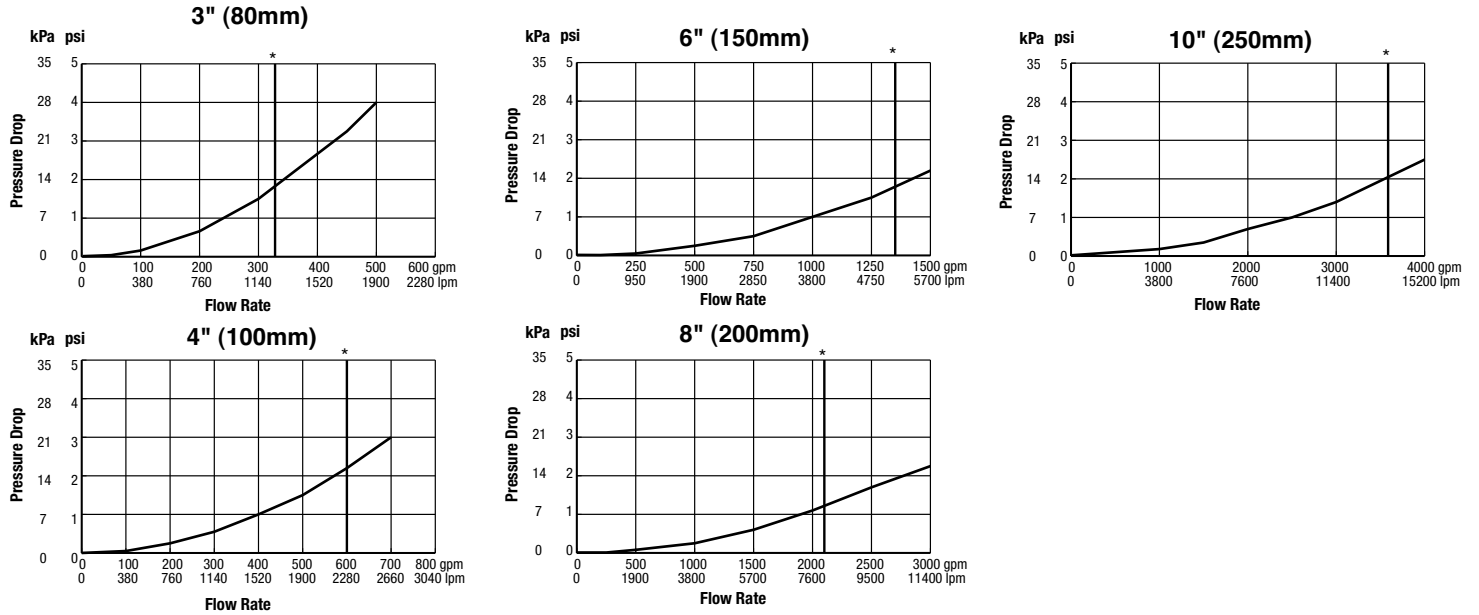 3" (80mm)
kPa psi
*
35 5
28 4
21 3
14 2
7 1
0 0
Pressure Drop
0 100 200 300 400 500 600 gpm
0 380 760 1140 1520 1900 2280 lpm
Flow Rate
6" (150mm)
kPa psi
*
35 5
28 4
21 3
14 2
7 1
0 0
Pressure Drop
0 250 500 750 1000 1250 1500 gpm
0 950 1900 2850 3800 4750 5700 lpm
Flow Rate
10" (250mm)
kPa psi
*
35 5
28 4
21 3
14 2
7 1
0 0
Pressure Drop
0 1000 2000 3000 4000 gpm
0 3800 7600 11400 15200 lpm
Flow Rate
4" (100mm)
kPa psi
*
35 5
28 4
21 3
14 2
7 1
0 0
Pressure Drop
0 100 200 300 400 500 600 700 800 gpm
0 380 760 1140 1520 1900 2280 2660 3040 lpm
Flow Rate
8" (200mm)
kPa psi
*
35 5
28 4
21 3
14 2
7 1
0 0
Pressure Drop
0 500 1000 1500 2000 2500 3000 gpm
0 1900 3800 5700 7600 9500 11400 lpm
Flow Rate